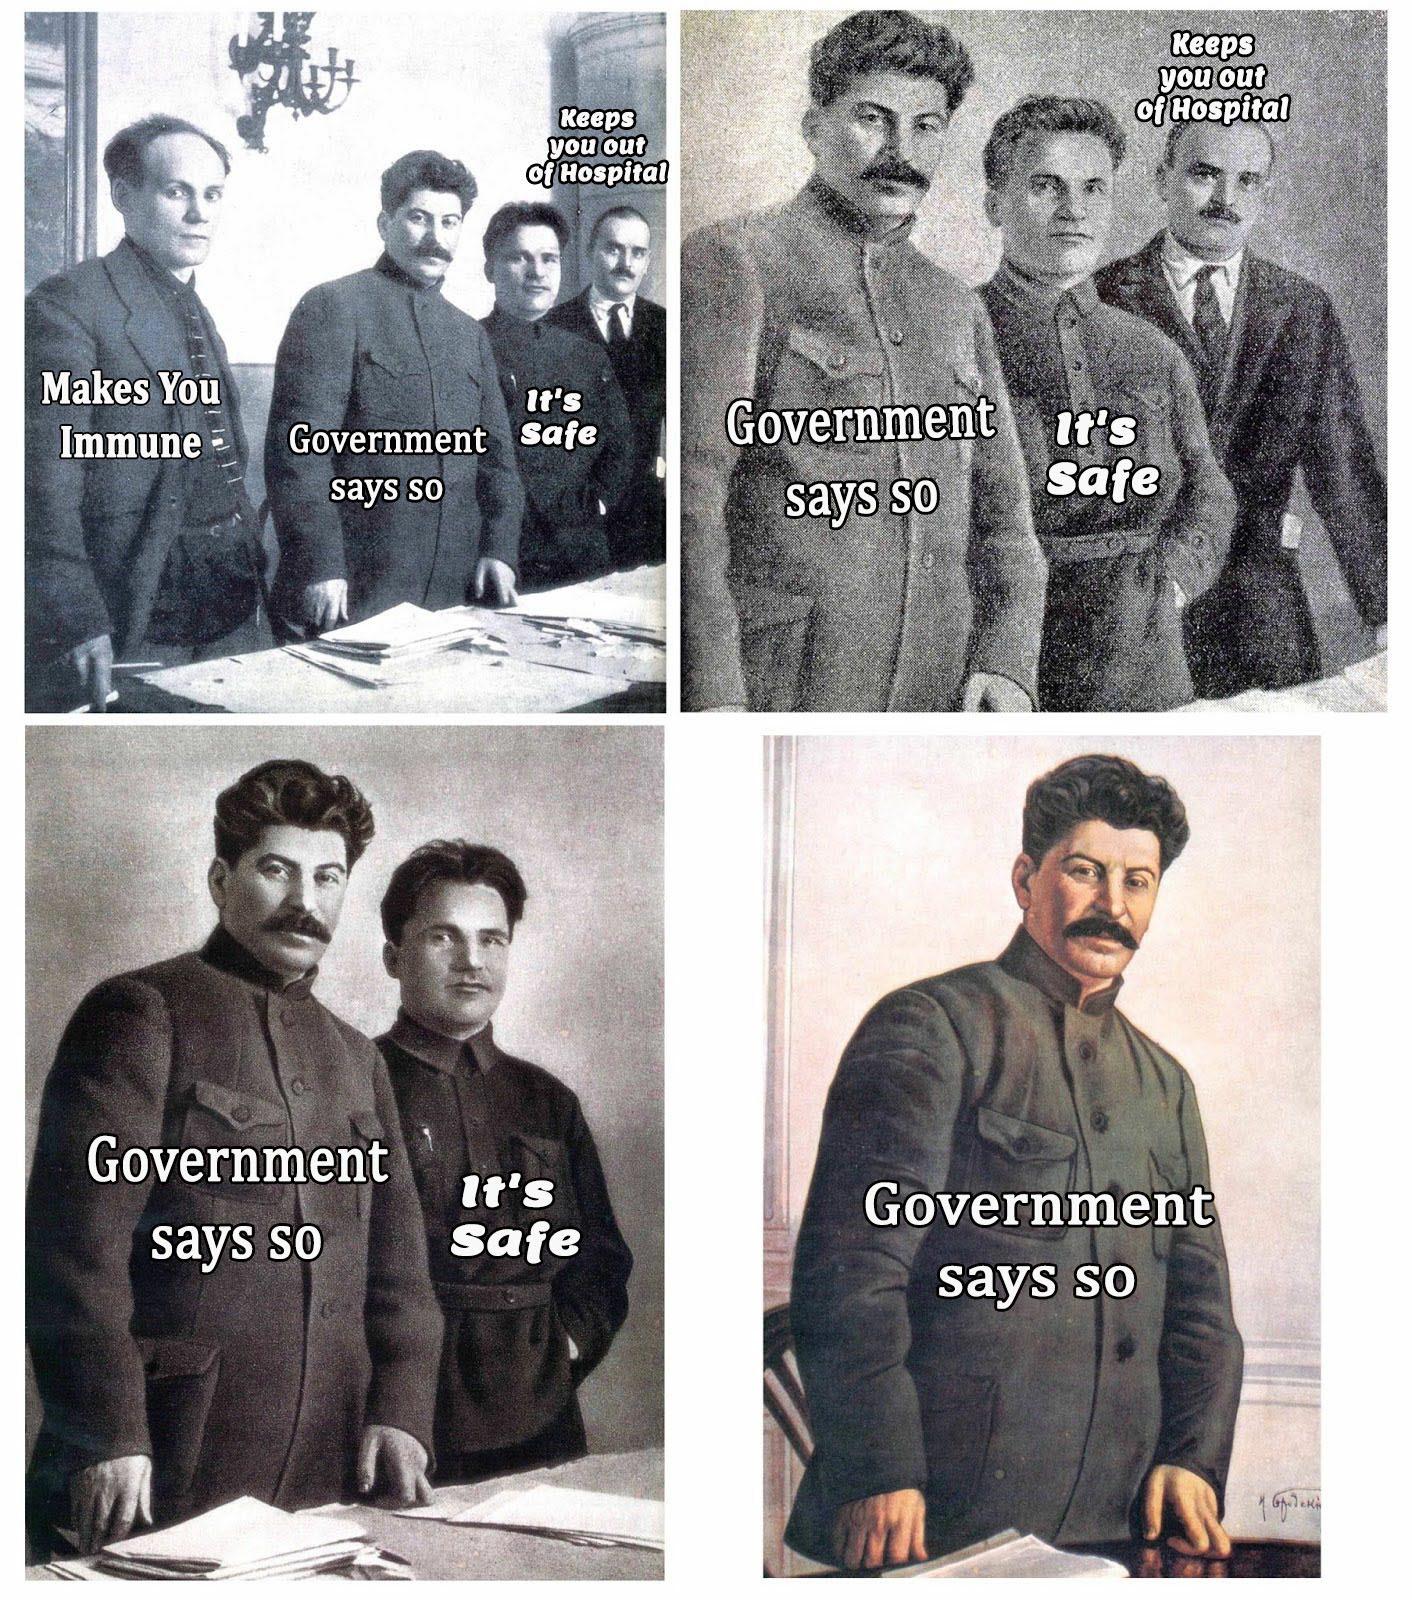 Keeps
you out
of Hospital
Makes You
Immune
Government
says so
It's
Safe
Keeps
you out
of Hospital
Government
says so
It's
Safe
Government
says so
It's
Safe
Government
says so